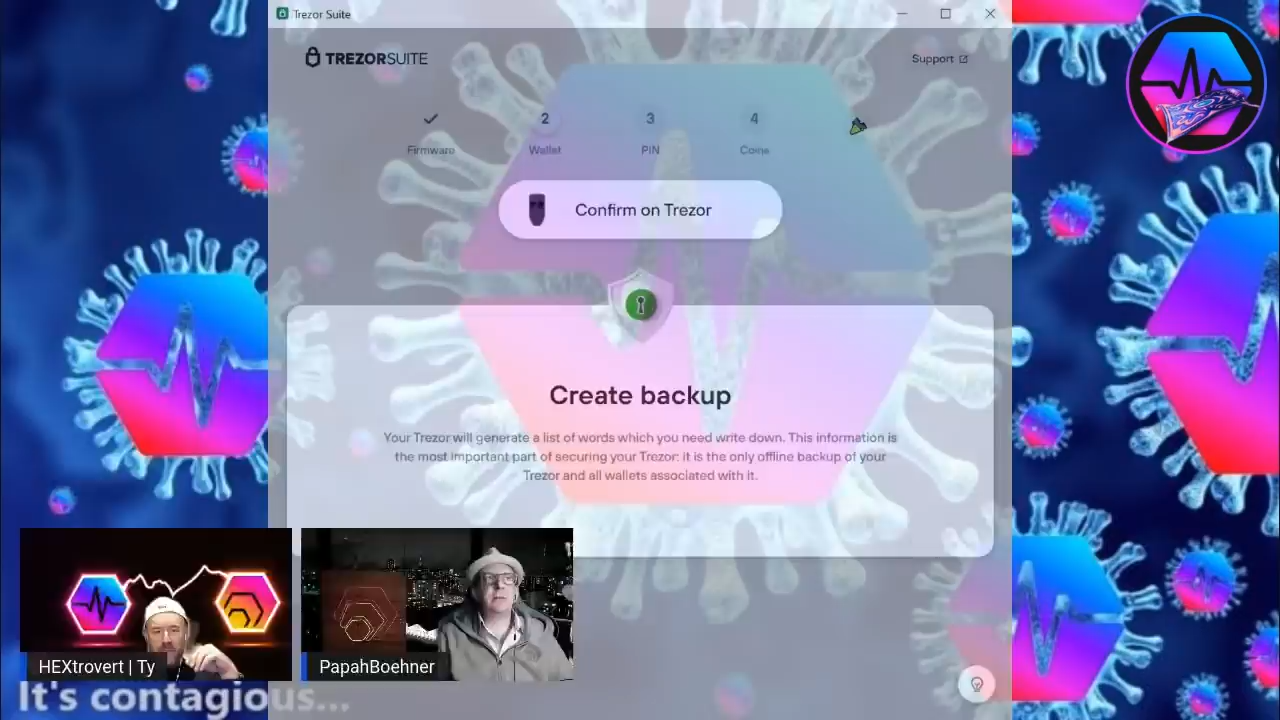 Trezor Suite
TREZORSUITE
Support
2
3
4
Firmware
Wallet
PIN
Coins
Confirm on Trezor
Create backup
Your Trezor will generate a list of words which you need write down. This information is
the most important part of securing your Trezor: it is the only offline backup of your
Trezor and all wallets associated with it.
HEXtrovert | Ty
PapahBoehner
It's contagious...